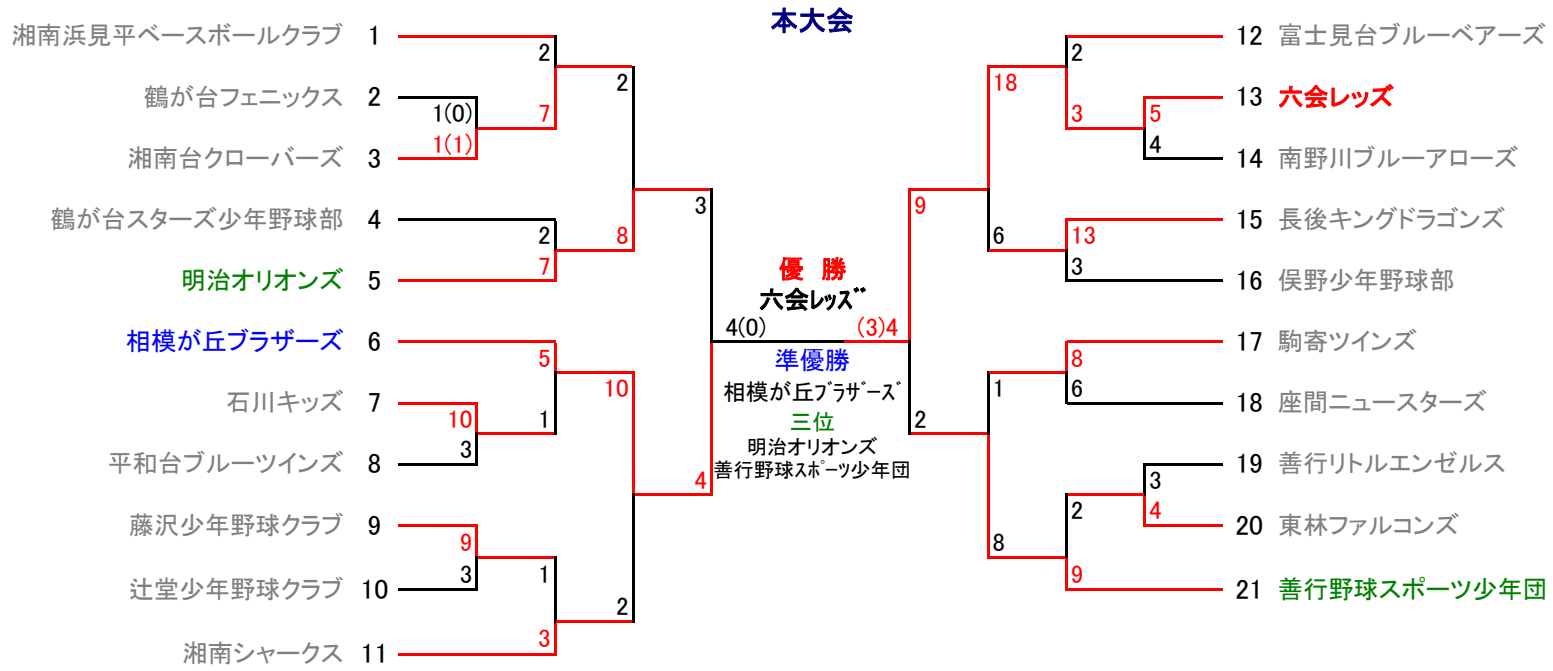 本大会
湘南浜見平ベースボールクラブ 1
鶴が台フェニックス 2
湘南台クローバーズ 3
鶴が台スターズ少年野球部 4
明治オリオンズ 5
相模が丘ブラザーズ 6
石川キッズ 7
平和台ブルーツインズ 8
藤沢少年野球クラブ 9
辻堂少年野球クラブ 10
湘南シャークス 11
2
1(0)
1(1)
7
2
7
2
8
3
5
10
3
1
10
9
3
1
3
2
4
優 勝
六会レッズ
4(0)
(3)4
準優勝
相模が丘ブラザーズ
三位
明治オリオンズ
善行野球スポーツ少年団
18
2
3
5
4
9
6
13
3
2
1
8
6
8
2
3
4
9
12 富士見台ブルーベアーズ
13 六会レッズ
14 南野川ブルーアローズ
15 長後キングドラゴンズ
16 俣野少年野球部
17 駒寄ツインズ
18 座間ニュースターズ
19 善行リトルエンゼルス
20 東林ファルコンズ
21 善行野球スポーツ少年団